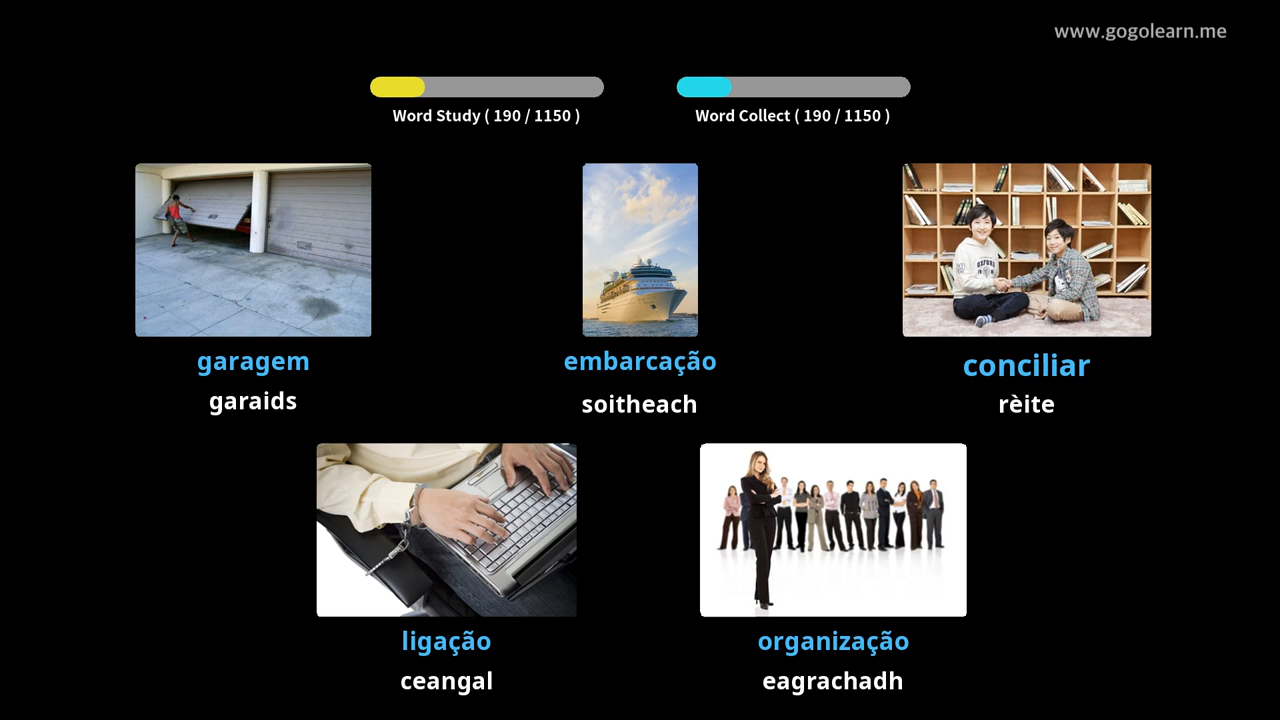 www.gogolearn.me
Word Study ( 190 / 1150 )
Word Collect ( 190 / 1150 )
garagem
garaids
embarcação
soitheach
conciliar
rèite
ligação
ceangal
organização
eagrachadh